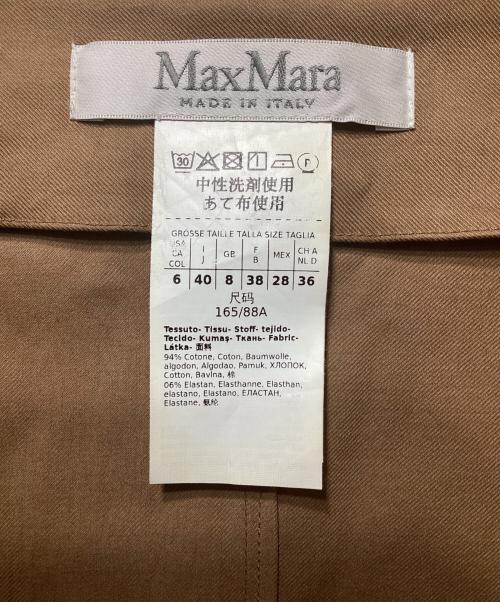 MaxMara
MADE IN ITALY
30 P
中性洗剤使用
あて布使用
GROSSE TAILLE TALLA SIZE TAGLIA
USA CA COL I J GB F B MEX CH A NL D
6 40 8 38 28 36
尺码
165/88A
Tessuto- Tissu- Stoff- tejido-
Tecido- Kumaş- Ткань- Fabric-
Látka- 面料
94% Cotone, Coton, Baumwolle,
algodon, Algodao, Pamuk, ХЛОПОК,
Cotton, Bavlna, 棉
06% Elastan, Elasthanne, Elasthan,
elastano, Elastano, ЕЛАСТАН,
Elastane, 氨纶